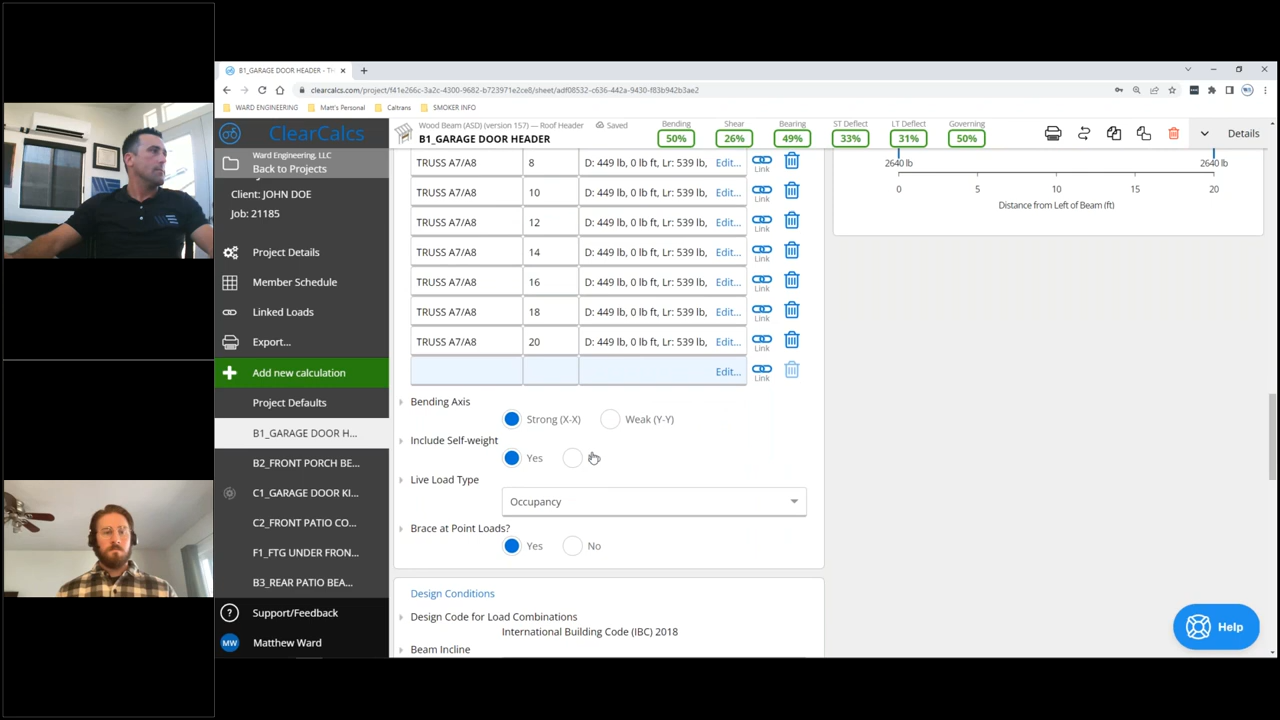 B1_GARAGE DOOR HEADER - TH
clearcalcs.com/project/f41e266c-3a2c-4300-9682-b723971e2ce8/sheet/adf08532-c636-442a-9430-f83b942b3ae2
WARD ENGINEERING
Matt's Personal
Caltrans
SMOKER INFO
ClearCalcs
Ward Engineering, LLC
Back to Projects
Client: JOHN DOE
Job: 21185
Project Details
Member Schedule
Linked Loads
Export...
Add new calculation
Project Defaults
B1_GARAGE DOOR H...
B2_FRONT PORCH BE...
C1_GARAGE DOOR KI...
C2_FRONT PATIO CO...
F1_FTG UNDER FRON...
B3_REAR PATIO BEA...
Support/Feedback
MW Matthew Ward
Wood Beam (ASD) (version 157) — Roof Header
Saved
B1_GARAGE DOOR HEADER
Bending 50%
Shear 26%
Bearing 49%
ST Deflect 33%
LT Deflect 31%
Governing 50%
Details
TRUSS A7/A8 8 D: 449 lb, 0 lb ft, Lr: 539 lb, Edit... Link
TRUSS A7/A8 10 D: 449 lb, 0 lb ft, Lr: 539 lb, Edit... Link
TRUSS A7/A8 12 D: 449 lb, 0 lb ft, Lr: 539 lb, Edit... Link
TRUSS A7/A8 14 D: 449 lb, 0 lb ft, Lr: 539 lb, Edit... Link
TRUSS A7/A8 16 D: 449 lb, 0 lb ft, Lr: 539 lb, Edit... Link
TRUSS A7/A8 18 D: 449 lb, 0 lb ft, Lr: 539 lb, Edit... Link
TRUSS A7/A8 20 D: 449 lb, 0 lb ft, Lr: 539 lb, Edit... Link
Edit... Link
Bending Axis
Strong (X-X) Weak (Y-Y)
Include Self-weight
Yes
Live Load Type
Occupancy
Brace at Point Loads?
Yes No
Design Conditions
Design Code for Load Combinations
International Building Code (IBC) 2018
Beam Incline
2640 lb 2640 lb
0 5 10 15 20
Distance from Left of Beam (ft)
Help